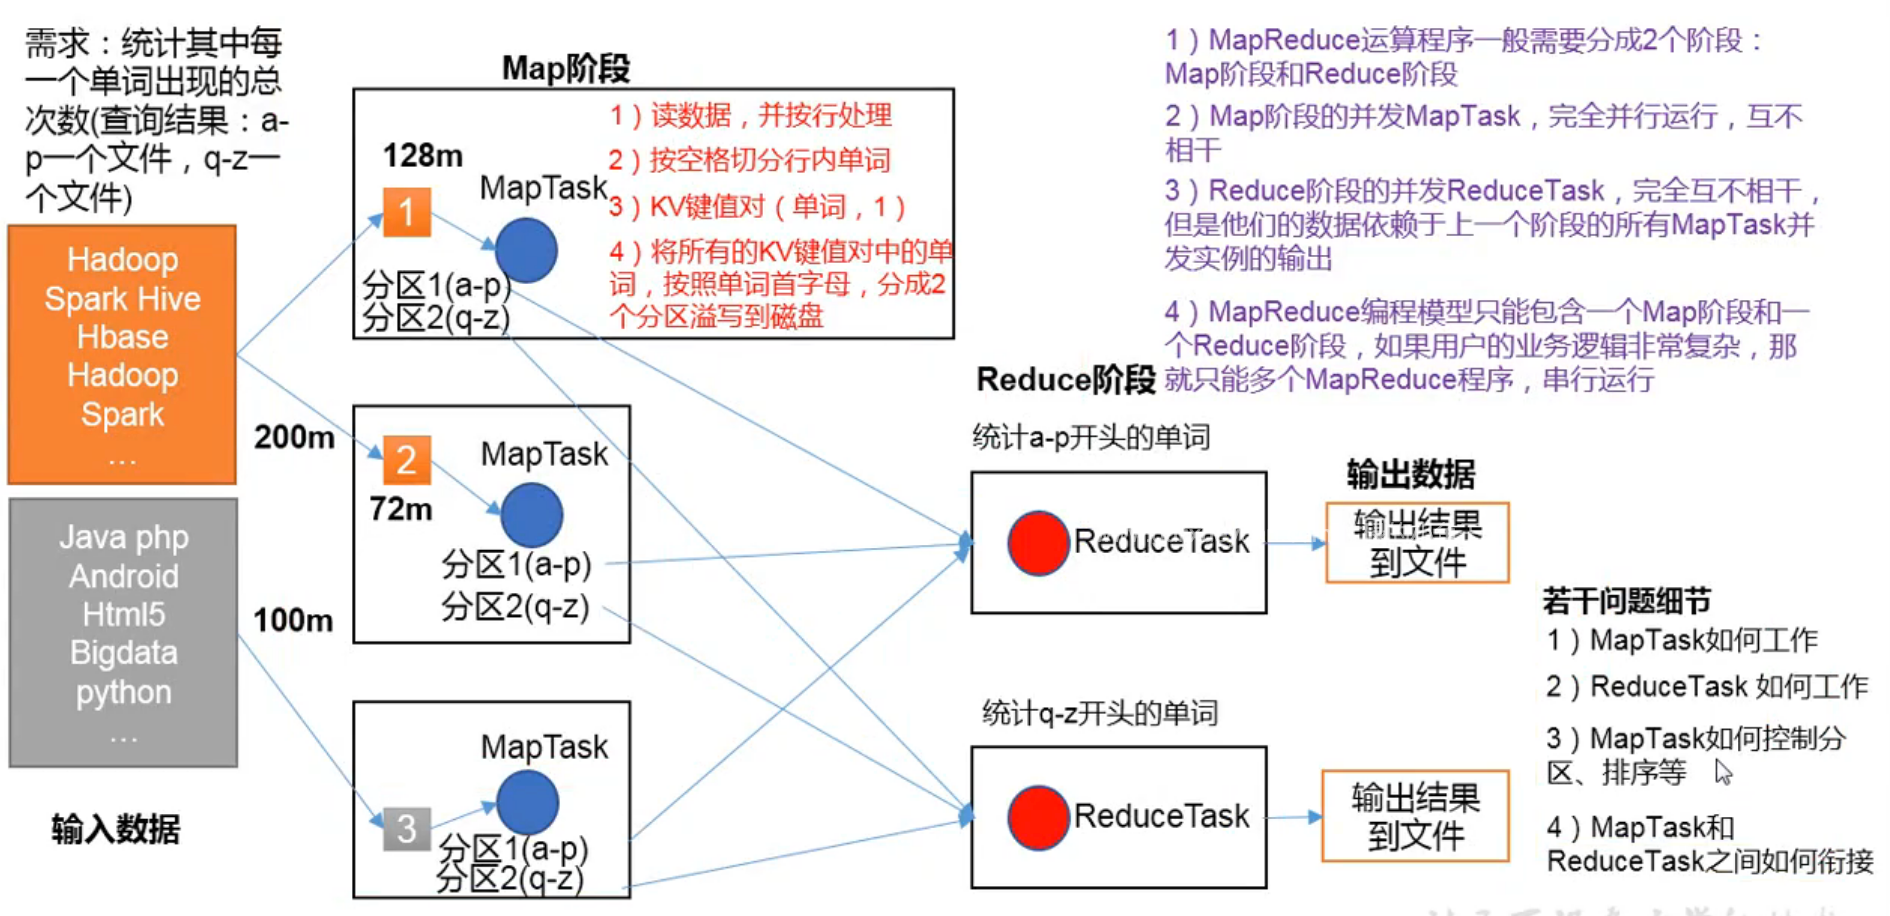 需求：统计其中每
一个单词出现的总
次数(查询结果：a-
p一个文件，q-z一
个文件)
Hadoop
Spark Hive
Hbase
Hadoop
Spark
…
200m
Java php
Android
Html5
Bigdata
python
…
100m
输入数据
Map阶段
128m
1
MapTask
分区1(a-p)
分区2(q-z)
1）读数据，并按行处理
2）按空格切分行内单词
3）KV键值对（单词，1）
4）将所有的KV键值对中的单
词，按照单词首字母，分成2
个分区溢写到磁盘
2
72m
MapTask
分区1(a-p)
分区2(q-z)
3
MapTask
分区1(a-p)
分区2(q-z)
1）MapReduce运算程序一般需要分成2个阶段：
Map阶段和Reduce阶段
2）Map阶段的并发MapTask，完全并行运行，互不
相干
3）Reduce阶段的并发ReduceTask，完全互不相干，
但是他们的数据依赖于上一个阶段的所有MapTask并
发实例的输出
4）MapReduce编程模型只能包含一个Map阶段和一
个Reduce阶段，如果用户的业务逻辑非常复杂，那
就只能多个MapReduce程序，串行运行
Reduce阶段
统计a-p开头的单词
ReduceTask
统计q-z开头的单词
ReduceTask
输出数据
输出结果
到文件
输出结果
到文件
若干问题细节
1）MapTask如何工作
2）ReduceTask 如何工作
3）MapTask如何控制分
区、排序等
4）MapTask和
ReduceTask之间如何衔接